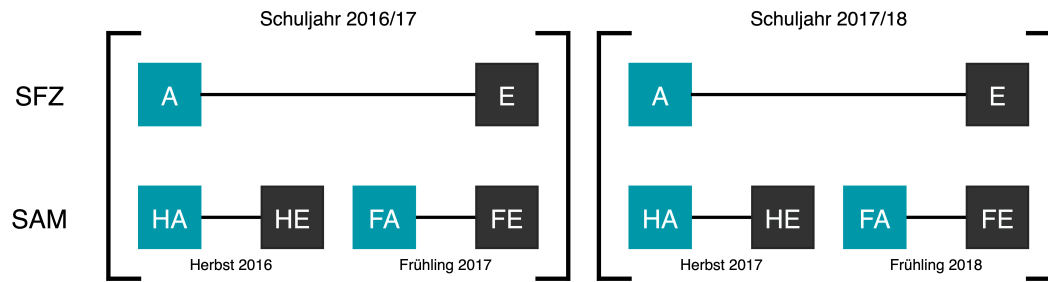 Schuljahr 2016/17 Schuljahr 2017/18
SFZ A E A E
SAM HA HE FA FE HA HE FA FE
Herbst 2016 Frühling 2017 Herbst 2017 Frühling 2018